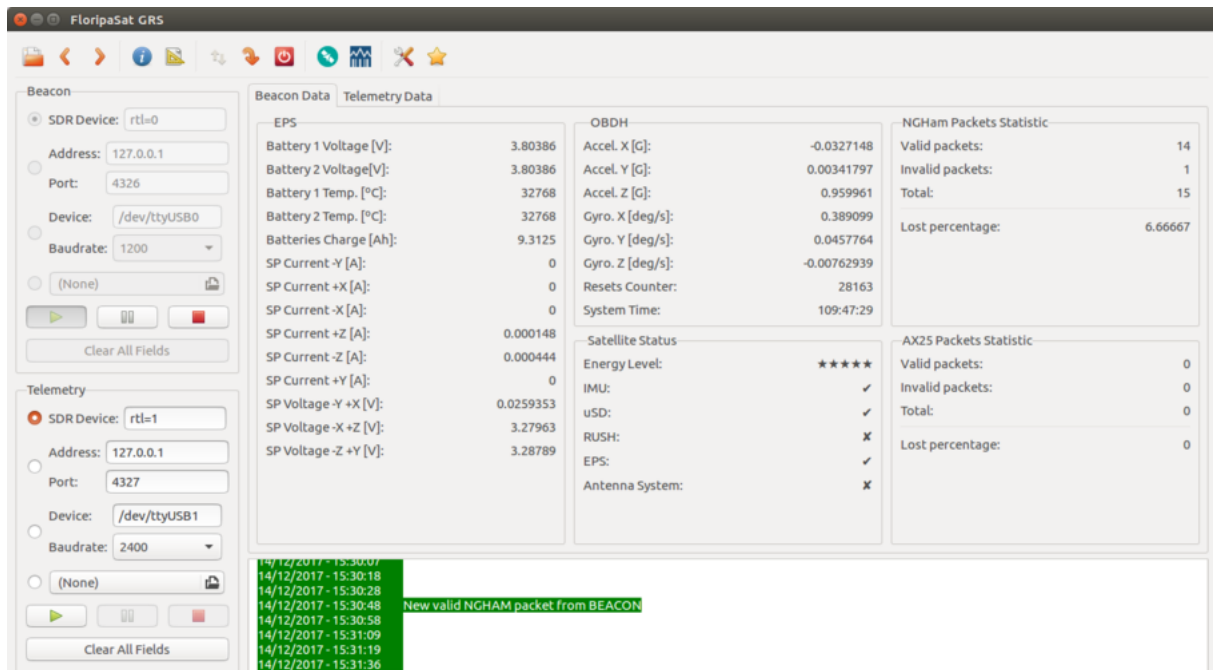 FloripaSat GRS
Beacon
SDR Device: rtl=0
Address: 127.0.0.1
Port: 4326
Device: /dev/ttyUSB0
Baudrate: 1200
(None)
Clear All Fields
Telemetry
SDR Device: rtl=1
Address: 127.0.0.1
Port: 4327
Device: /dev/ttyUSB1
Baudrate: 2400
(None)
Clear All Fields
Beacon Data Telemetry Data
EPS
Battery 1 Voltage [V]: 3.80386
Battery 2 Voltage[V]: 3.80386
Battery 1 Temp. [ºC]: 32768
Battery 2 Temp. [ºC]: 32768
Batteries Charge [Ah]: 9.3125
SP Current -Y [A]: 0
SP Current +X [A]: 0
SP Current -X [A]: 0
SP Current +Z [A]: 0.000148
SP Current -Z [A]: 0.000444
SP Current +Y [A]: 0
SP Voltage -Y +X [V]: 0.0259353
SP Voltage -X +Z [V]: 3.27963
SP Voltage -Z +Y [V]: 3.28789
OBDH
Accel. X [G]: -0.0327148
Accel. Y [G]: 0.00341797
Accel. Z [G]: 0.959961
Gyro. X [deg/s]: 0.389099
Gyro. Y [deg/s]: 0.0457764
Gyro. Z [deg/s]: -0.00762939
Resets Counter: 28163
System Time: 109:47:29
Satellite Status
Energy Level: ★★★★★
IMU: ✔
uSD: ✔
RUSH: ✘
EPS: ✔
Antenna System: ✘
NGHam Packets Statistic
Valid packets: 14
Invalid packets: 1
Total: 15
Lost percentage: 6.66667
AX25 Packets Statistic
Valid packets: 0
Invalid packets: 0
Total: 0
Lost percentage: 0
14/12/2017 - 15:30:07
14/12/2017 - 15:30:18
14/12/2017 - 15:30:28
14/12/2017 - 15:30:48 New valid NGHAM packet from BEACON
14/12/2017 - 15:30:58
14/12/2017 - 15:31:09
14/12/2017 - 15:31:19
14/12/2017 - 15:31:36